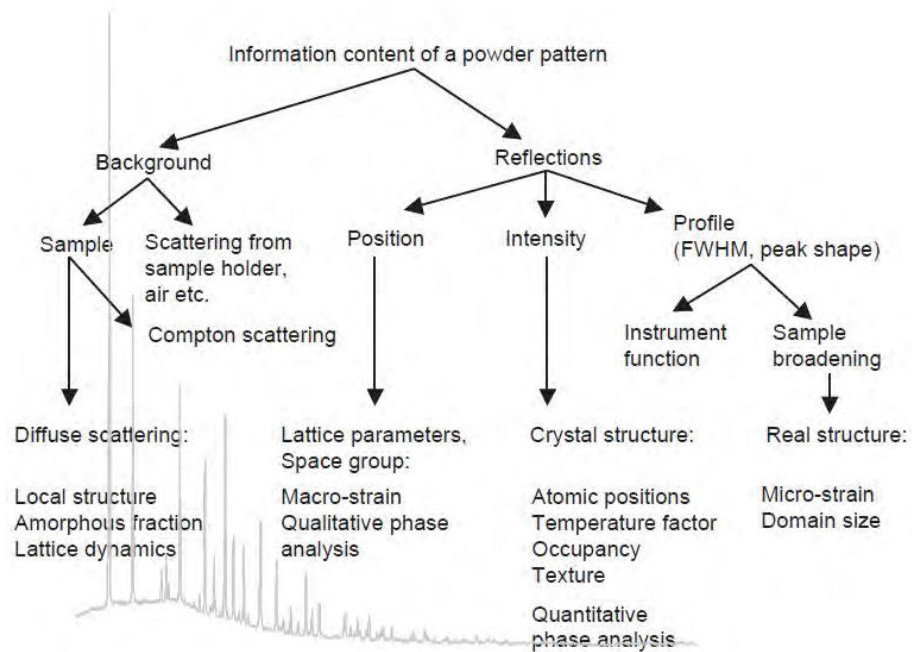 Information content of a powder pattern
Background
Reflections
Sample
Scattering from
sample holder,
air etc.
Position
Intensity
Profile
(FWHM, peak shape)
Compton scattering
Instrument
function
Sample
broadening
Diffuse scattering:
Local structure
Amorphous fraction
Lattice dynamics
Lattice parameters,
Space group:
Macro-strain
Qualitative phase
analysis
Crystal structure:
Atomic positions
Temperature factor
Occupancy
Texture
Quantitative
phase analysis
Real structure:
Micro-strain
Domain size